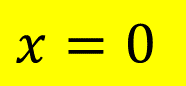 x = 0